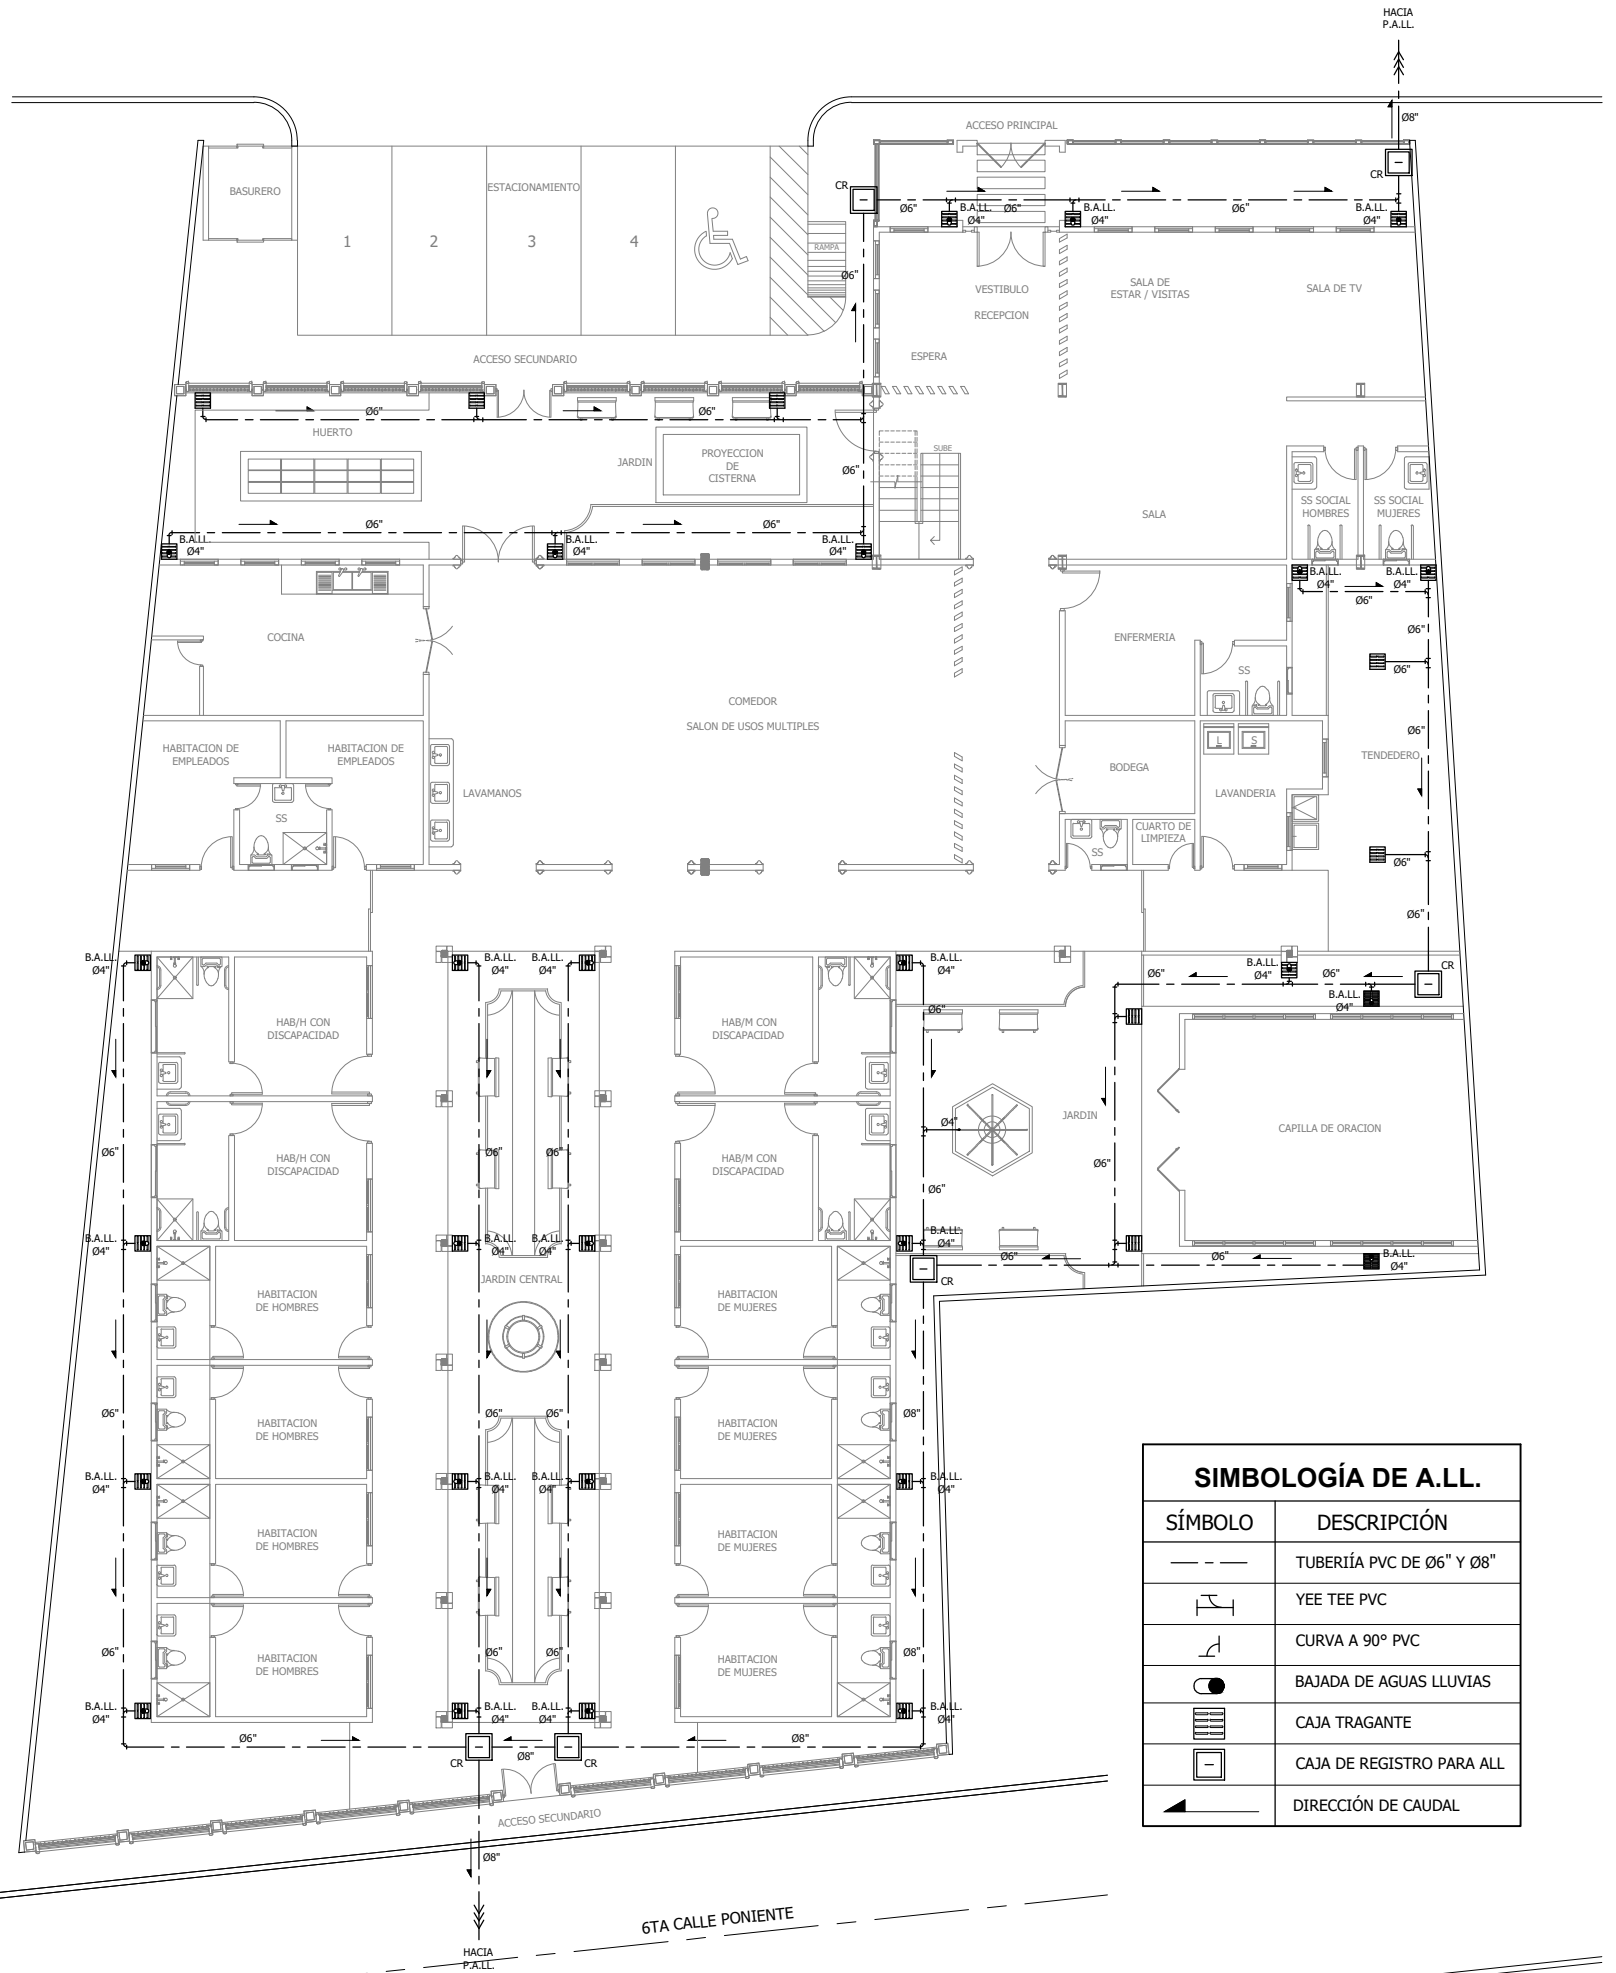 HACIA
P.A.LL.
Ø8"
ACCESO PRINCIPAL
CR
CR
BASURERO
ESTACIONAMIENTO
Ø6"
B.A.LL.
Ø4"
Ø6"
B.A.LL.
Ø4"
Ø6"
B.A.LL.
Ø4"
1
2
3
4
RAMPA
Ø6"
VESTIBULO
RECEPCION
SALA DE
ESTAR / VISITAS
SALA DE TV
ESPERA
ACCESO SECUNDARIO
Ø6"
Ø6"
HUERTO
JARDIN
PROYECCION
DE
CISTERNA
Ø6"
SUBE
SS SOCIAL
HOMBRES
SS SOCIAL
MUJERES
SALA
Ø6"
Ø6"
B.A.LL.
Ø4"
B.A.LL.
Ø4"
B.A.LL.
Ø4"
B.A.LL.
Ø4"
B.A.LL.
Ø4"
Ø6"
COCINA
ENFERMERIA
Ø6"
SS
Ø6"
COMEDOR
SALON DE USOS MULTIPLES
Ø6"
HABITACION DE
EMPLEADOS
HABITACION DE
EMPLEADOS
L
S
TENDEDERO
BODEGA
LAVAMANOS
LAVANDERIA
SS
CUARTO DE
LIMPIEZA
SS
Ø6"
Ø6"
B.A.LL.
Ø4"
B.A.LL.
Ø4"
B.A.LL.
Ø4"
B.A.LL.
Ø4"
Ø6"
B.A.LL.
Ø4"
Ø6"
CR
B.A.LL.
Ø4"
Ø6"
HAB/H CON
DISCAPACIDAD
HAB/M CON
DISCAPACIDAD
JARDIN
Ø4"
CAPILLA DE ORACION
Ø6"
Ø6"
Ø6"
HAB/H CON
DISCAPACIDAD
HAB/M CON
DISCAPACIDAD
Ø6"
Ø6"
B.A.LL.
Ø4"
B.A.LL.
Ø4"
B.A.LL.
Ø4"
B.A.LL.
Ø4"
Ø6"
Ø6"
B.A.LL.
Ø4"
CR
JARDIN CENTRAL
HABITACION
DE HOMBRES
HABITACION
DE MUJERES
Ø6"
Ø6"
Ø6"
Ø8"
HABITACION
DE HOMBRES
HABITACION
DE MUJERES
B.A.LL.
Ø4"
B.A.LL.
Ø4"
B.A.LL.
Ø4"
B.A.LL.
Ø4"
HABITACION
DE HOMBRES
HABITACION
DE MUJERES
Ø6"
Ø6"
Ø6"
Ø8"
HABITACION
DE HOMBRES
HABITACION
DE MUJERES
B.A.LL.
Ø4"
B.A.LL.
Ø4"
B.A.LL.
Ø4"
B.A.LL.
Ø4"
Ø6"
Ø8"
Ø8"
CR
CR
ACCESO SECUNDARIO
Ø8"
6TA CALLE PONIENTE
HACIA
P.A.LL.
SIMBOLOGÍA DE A.LL.
SÍMBOLO DESCRIPCIÓN
TUBERIÍA PVC DE Ø6" Y Ø8"
YEE TEE PVC
CURVA A 90° PVC
BAJADA DE AGUAS LLUVIAS
CAJA TRAGANTE
CAJA DE REGISTRO PARA ALL
DIRECCIÓN DE CAUDAL